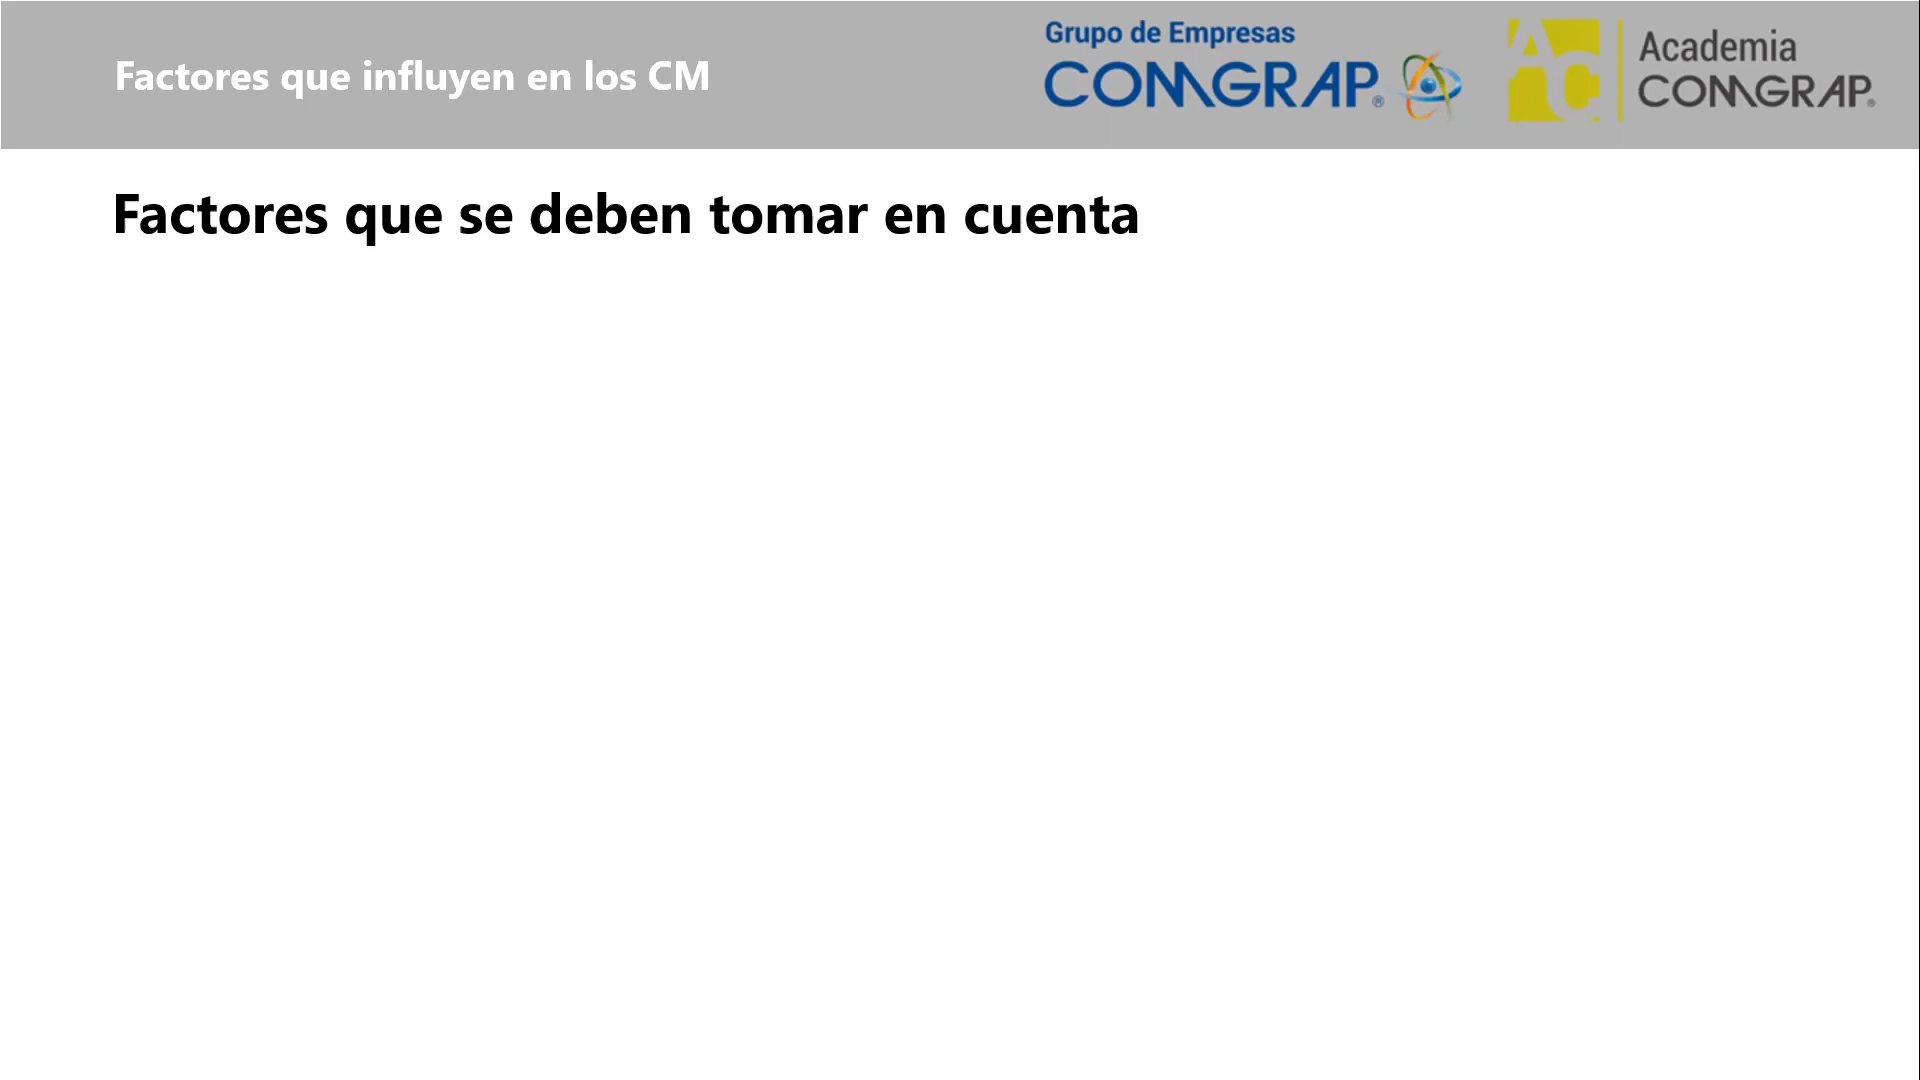 Factores que influyen en los CM
Grupo de Empresas
COMGRAP®
AC
Academia
COMGRAP®
Factores que se deben tomar en cuenta